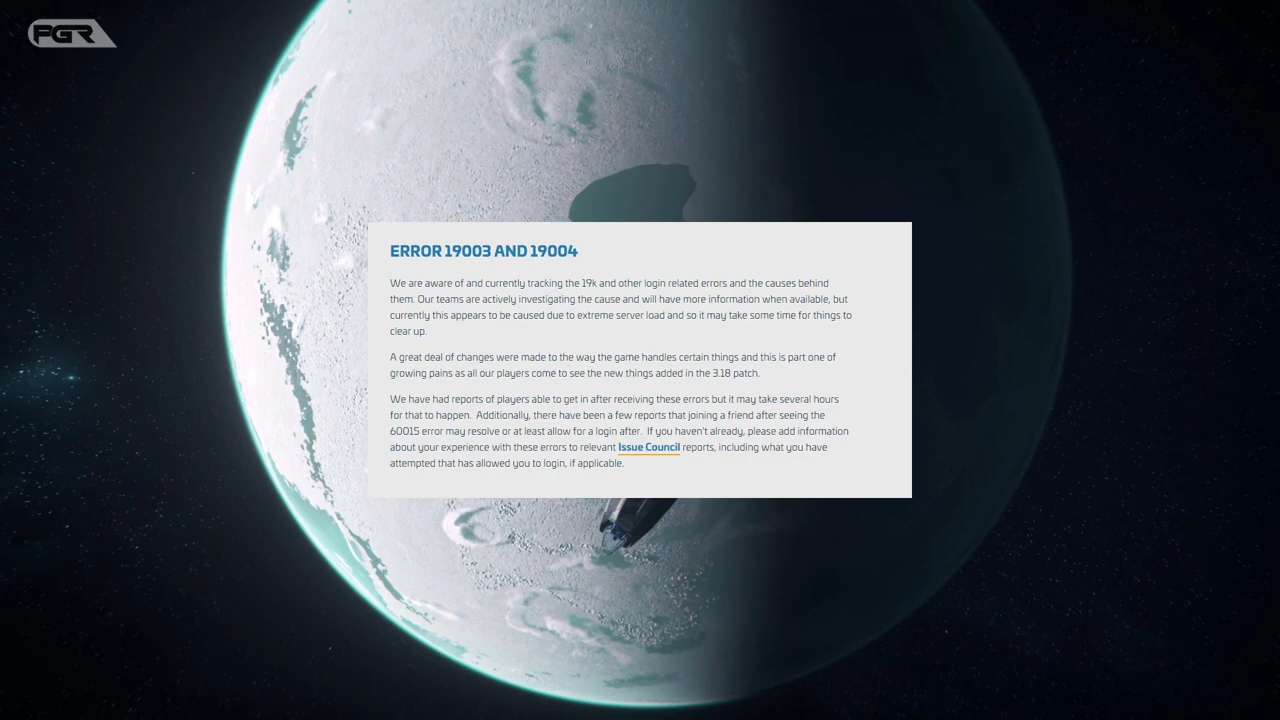 PGR
ERROR 19003 AND 19004
We are aware of and currently tracking the 19k and other login related errors and the causes behind
them. Our teams are actively investigating the cause and will have more information when available, but
currently this appears to be caused due to extreme server load and so it may take some time for things to
clear up.
A great deal of changes were made to the way the game handles certain things and this is part one of
growing pains as all our players come to see the new things added in the 3.18 patch.
We have had reports of players able to get in after receiving these errors but it may take several hours
for that to happen.  Additionally, there have been a few reports that joining a friend after seeing the
60015 error may resolve or at least allow for a login after.  If you haven't already, please add information
about your experience with these errors to relevant Issue Council reports, including what you have
attempted that has allowed you to login, if applicable.